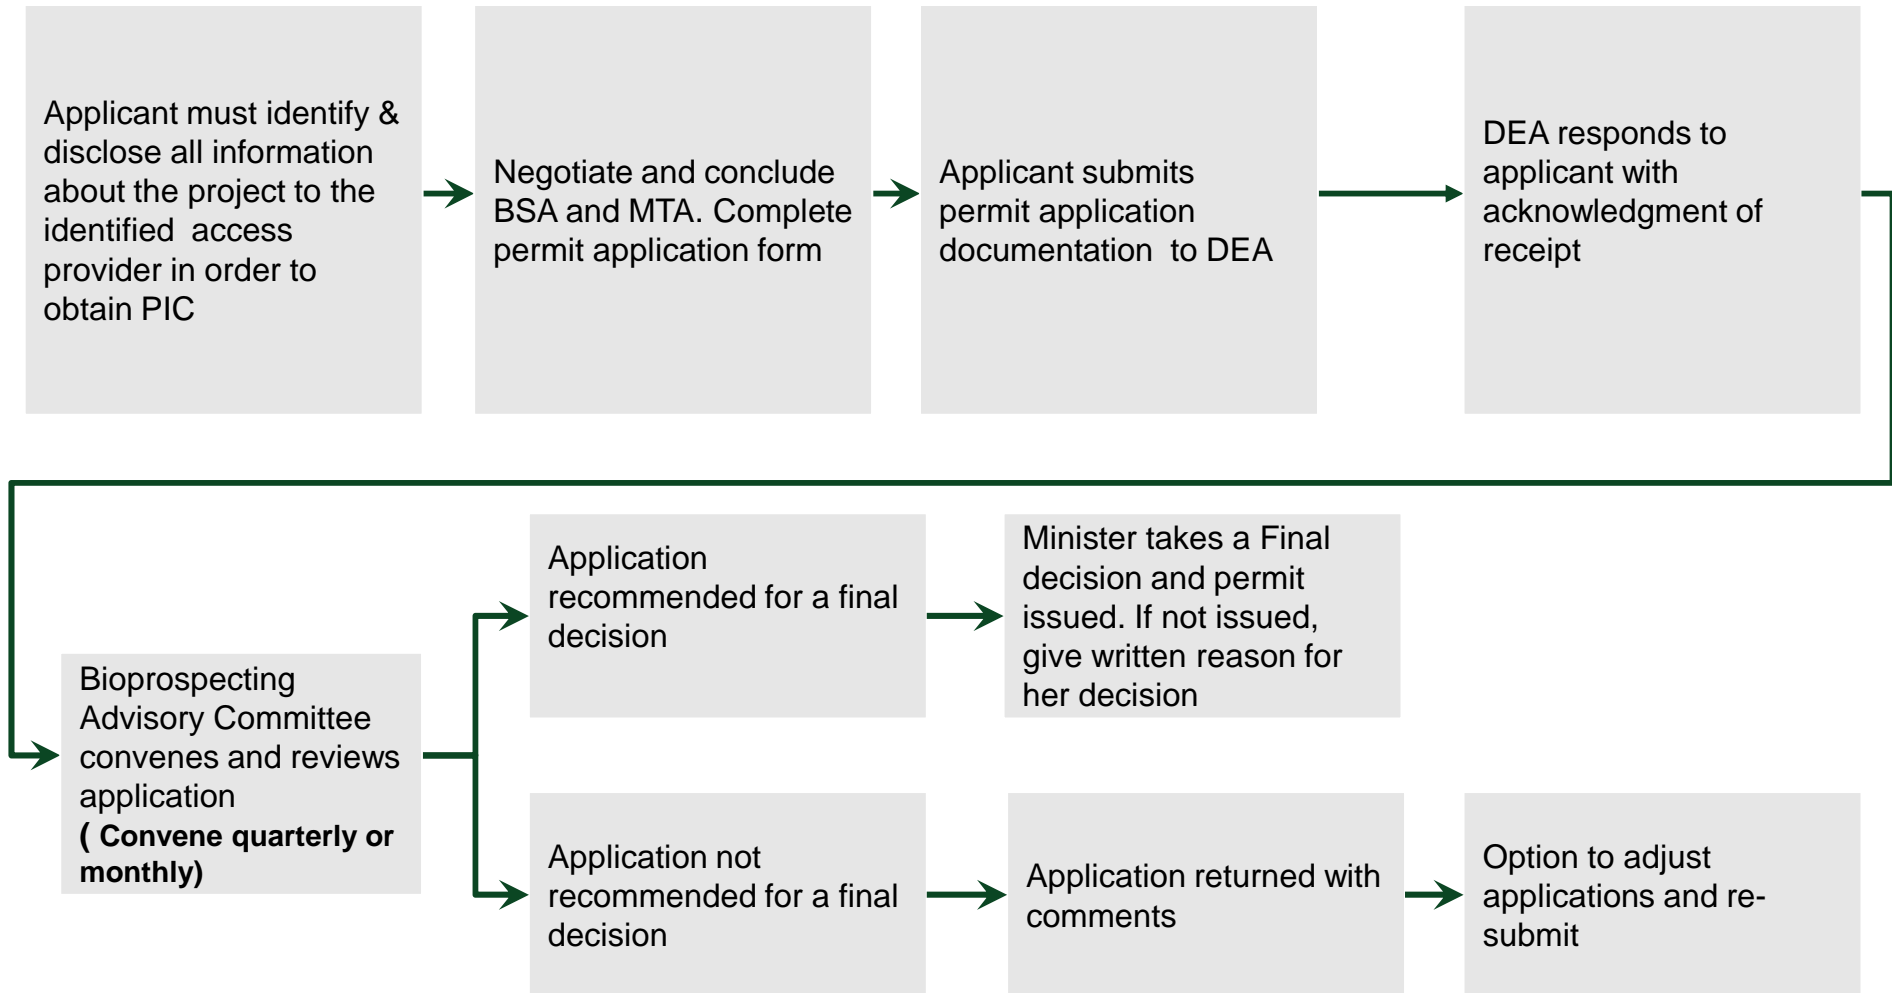 Applicant must identify &
disclose all information
about the project to the
identified access
provider in order to
obtain PIC
Negotiate and conclude
BSA and MTA. Complete
permit application form
Applicant submits
permit application
documentation to DEA
DEA responds to
applicant with
acknowledgment of
receipt
Bioprospecting
Advisory Committee
convenes and reviews
application
( Convene quarterly or
monthly)
Application
recommended for a final
decision
Minister takes a Final
decision and permit
issued. If not issued,
give written reason for
her decision
Application not
recommended for a final
decision
Application returned with
comments
Option to adjust
applications and re-
submit